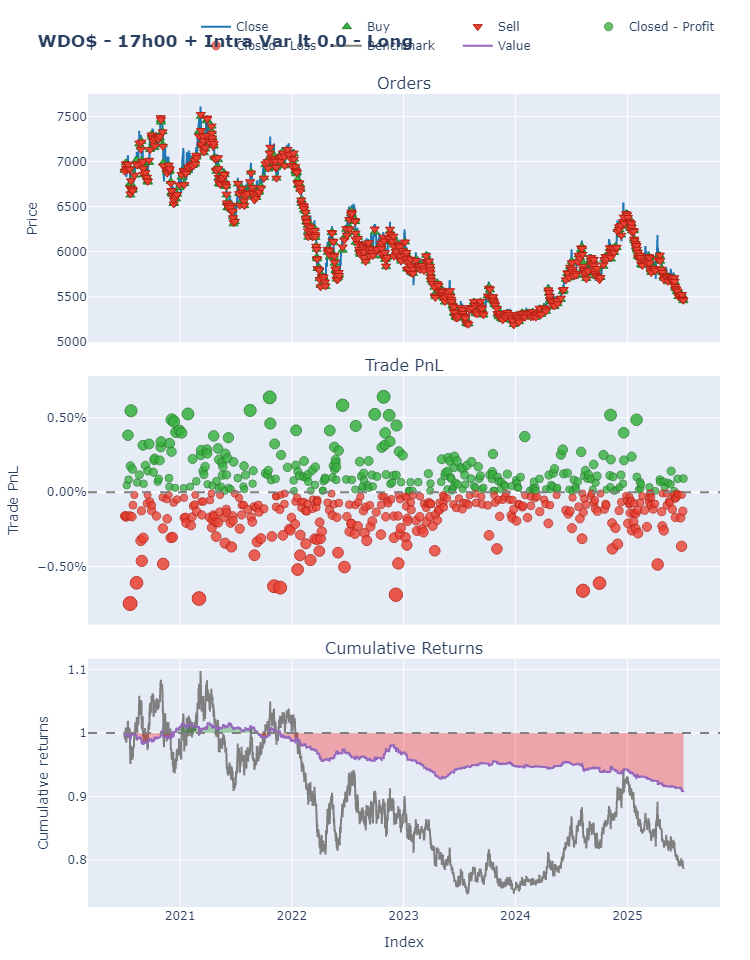 Close Buy Sell Closed - Profit
Closed - Loss Benchmark Value
WDO$ - 17h00 + Intra Var lt 0.0 - Long
Orders
7500
7000
6500
6000
5500
5000
Price
Trade PnL
0.50%
0.00%
−0.50%
Trade PnL
Cumulative Returns
1.1
1
0.9
0.8
Cumulative returns
2021 2022 2023 2024 2025
Index